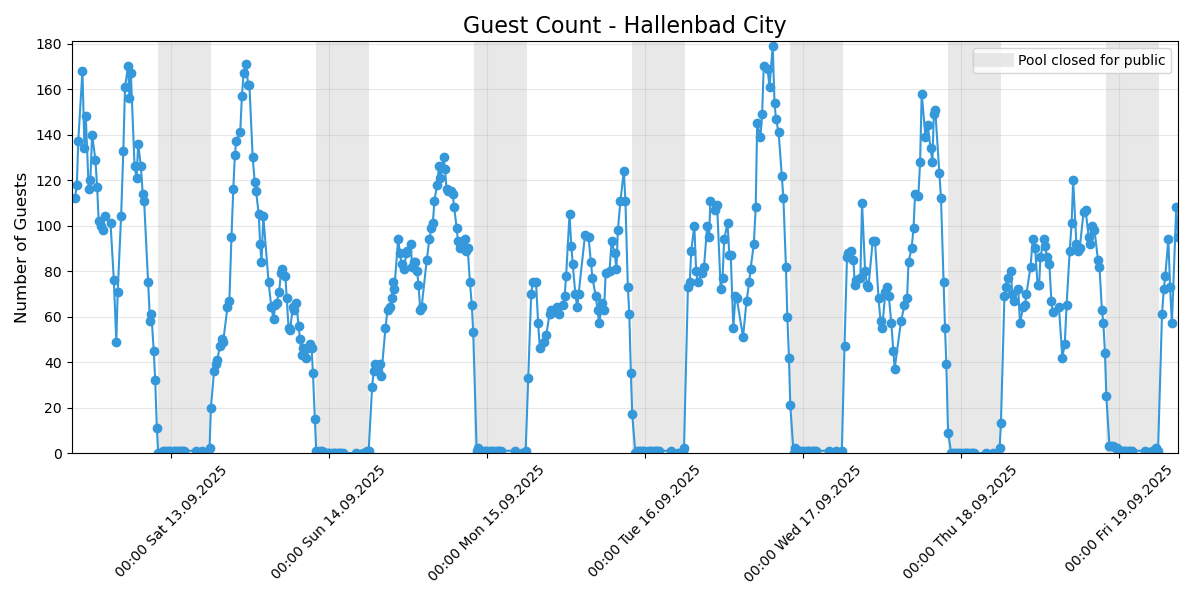 Guest Count - Hallenbad City
Number of Guests
180
160
140
120
100
80
60
40
20
0
Pool closed for public
00:00 Sat 13.09.2025
00:00 Sun 14.09.2025
00:00 Mon 15.09.2025
00:00 Tue 16.09.2025
00:00 Wed 17.09.2025
00:00 Thu 18.09.2025
00:00 Fri 19.09.2025